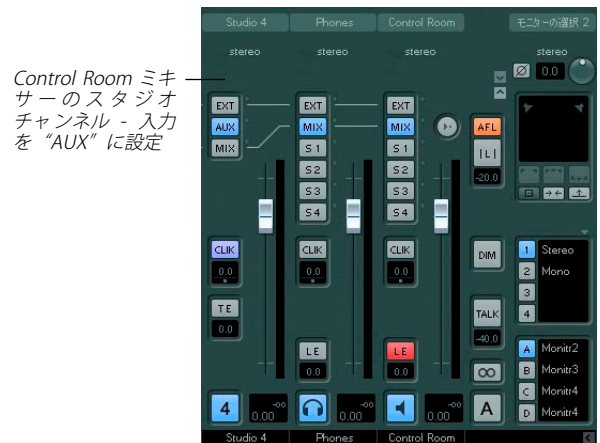 Studio 4 Phones Control Room モニターの選択 2
stereo stereo stereo stereo
0.0
Control Room ミキ
サーのスタジオ
チャンネル - 入力
を “AUX” に設定
EXT EXT EXT
AUX MIX MIX AFL
MIX S 1 S 1 |L|
S 2 S 2 -20.0
S 3 S 3
S 4 S 4
CLIK CLIK CLIK DIM 1 Stereo
0.0 0.0 0.0 2 Mono
3
TE TALK 4
0.0 -40.0
LE LE A Monitr2
0.0 0.0 B Monitr3
C Monitr4
4 -oo 0.00 -oo 0.00 -oo 0.00 A D Monitr4
Studio 4 Phones Control Room